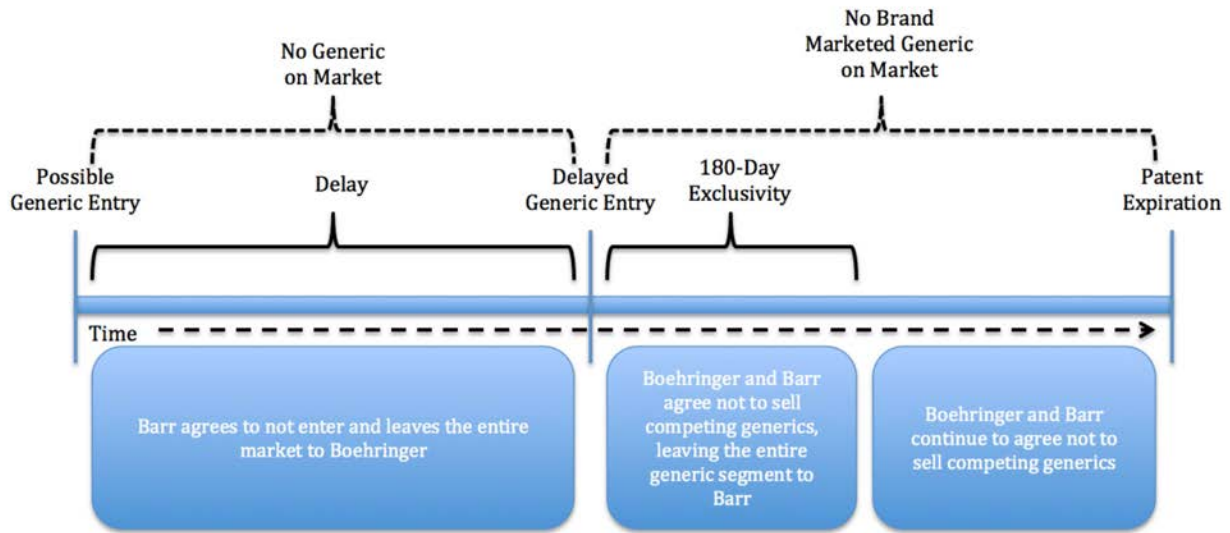 No Generic
on Market
No Brand
Marketed Generic
on Market
Possible
Generic Entry
Delay
Delayed
Generic Entry
180-Day
Exclusivity
Patent
Expiration
Time
Barr agrees to not enter and leaves the entire
market to Boehringer
Boehringer and Barr
agree not to sell
competing generics,
leaving the entire
generic segment to
Barr
Boehringer and Barr
continue to agree not to
sell competing generics